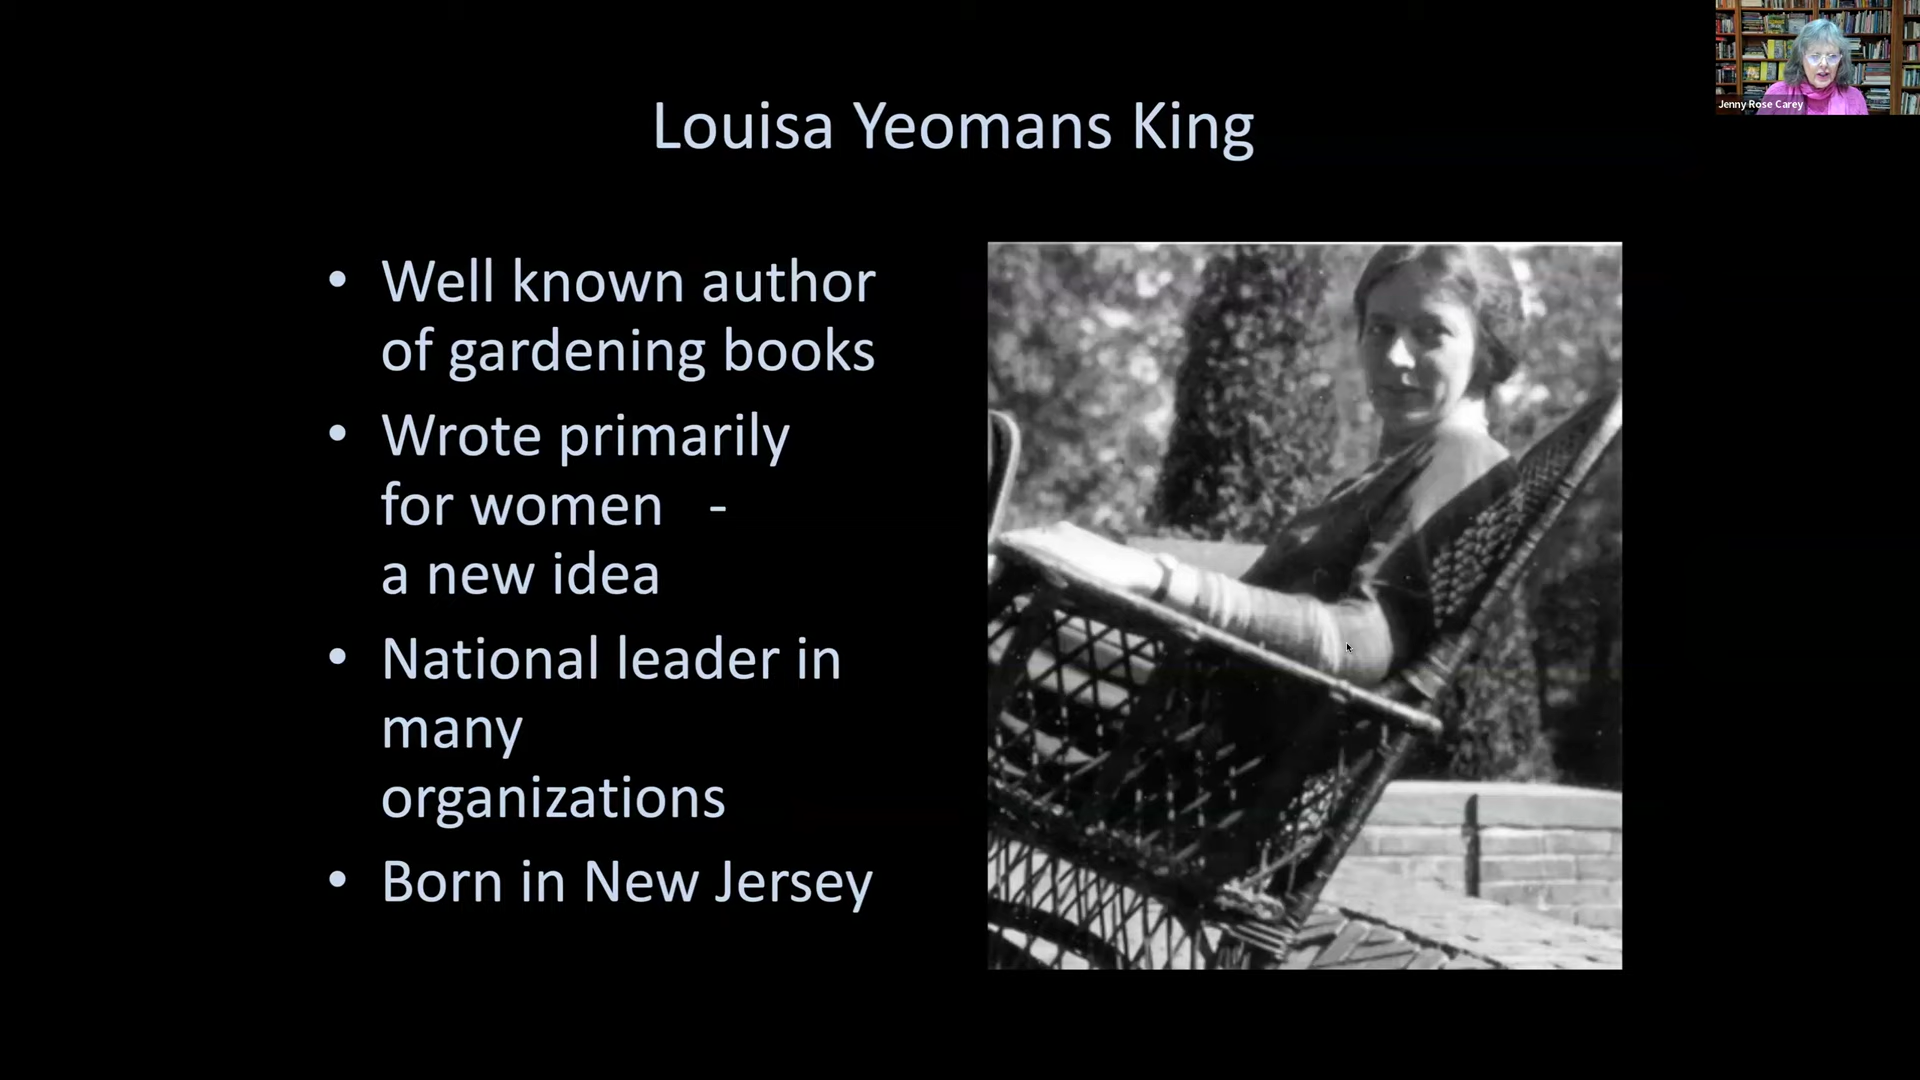 Louisa Yeomans King
• Well known author
of gardening books
• Wrote primarily
for women -
a new idea
• National leader in
many
organizations
• Born in New Jersey
Jenny Rose Carey